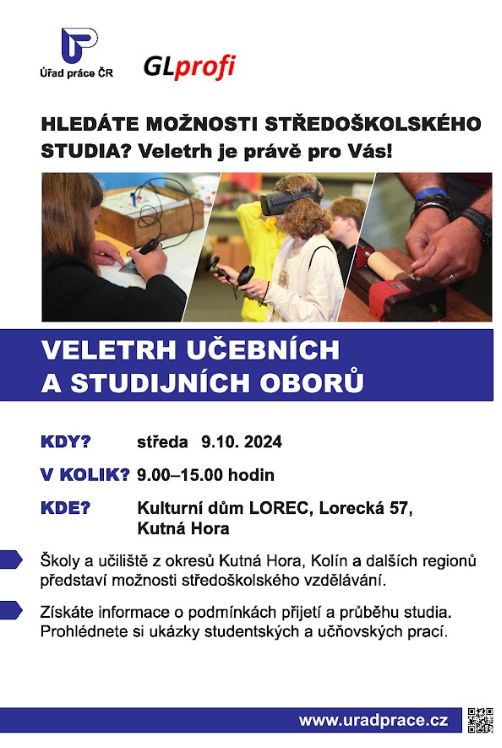 Úřad práce ČR
GLprofi
HLEDÁTE MOŽNOSTI STŘEDOŠKOLSKÉHO
STUDIA? Veletrh je právě pro Vás!
VELETRH UČEBNÍCH
A STUDIJNÍCH OBORŮ
KDY? středa 9.10. 2024
V KOLIK? 9.00–15.00 hodin
KDE? Kulturní dům LOREC, Lorecká 57,
Kutná Hora
Školy a učiliště z okresů Kutná Hora, Kolín a dalších regionů
představí možnosti středoškolského vzdělávání.
Získáte informace o podmínkách přijetí a průběhu studia.
Prohlédnete si ukázky studentských a učňovských prací.
www.uradprace.cz